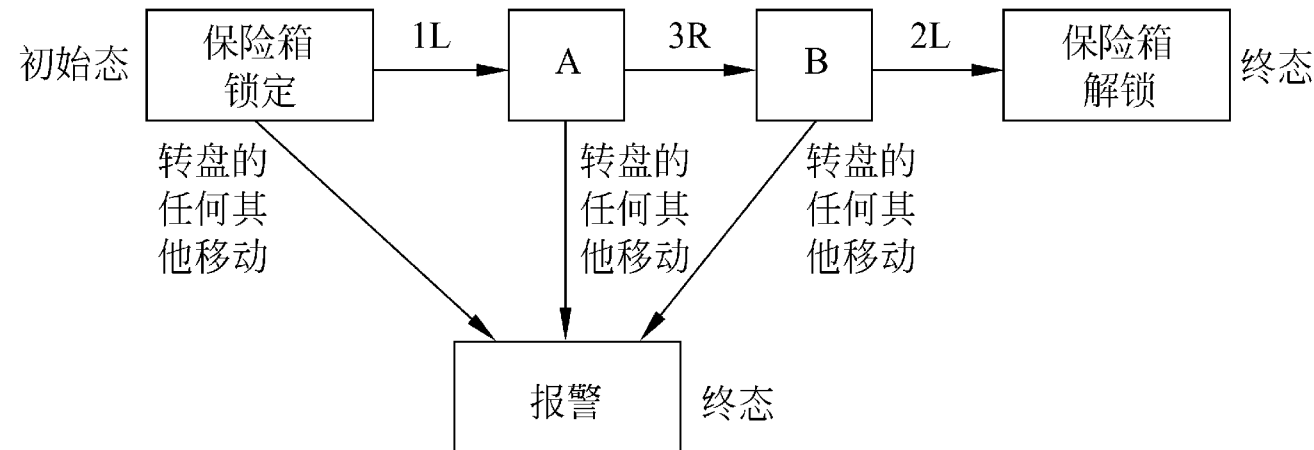 初始态
保险箱
锁定
1L
A
3R
B
2L
保险箱
解锁
终态
转盘的
任何其
他移动
转盘的
任何其
他移动
转盘的
任何其
他移动
报警
终态